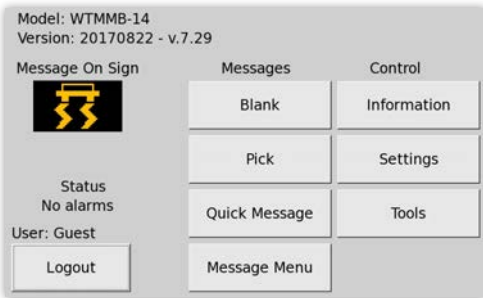 Model: WTMMB-14
Version: 20170822 - v.7.29
Message On Sign
Messages
Control
Blank
Information
Pick
Settings
Status
No alarms
Quick Message
Tools
User: Guest
Logout
Message Menu